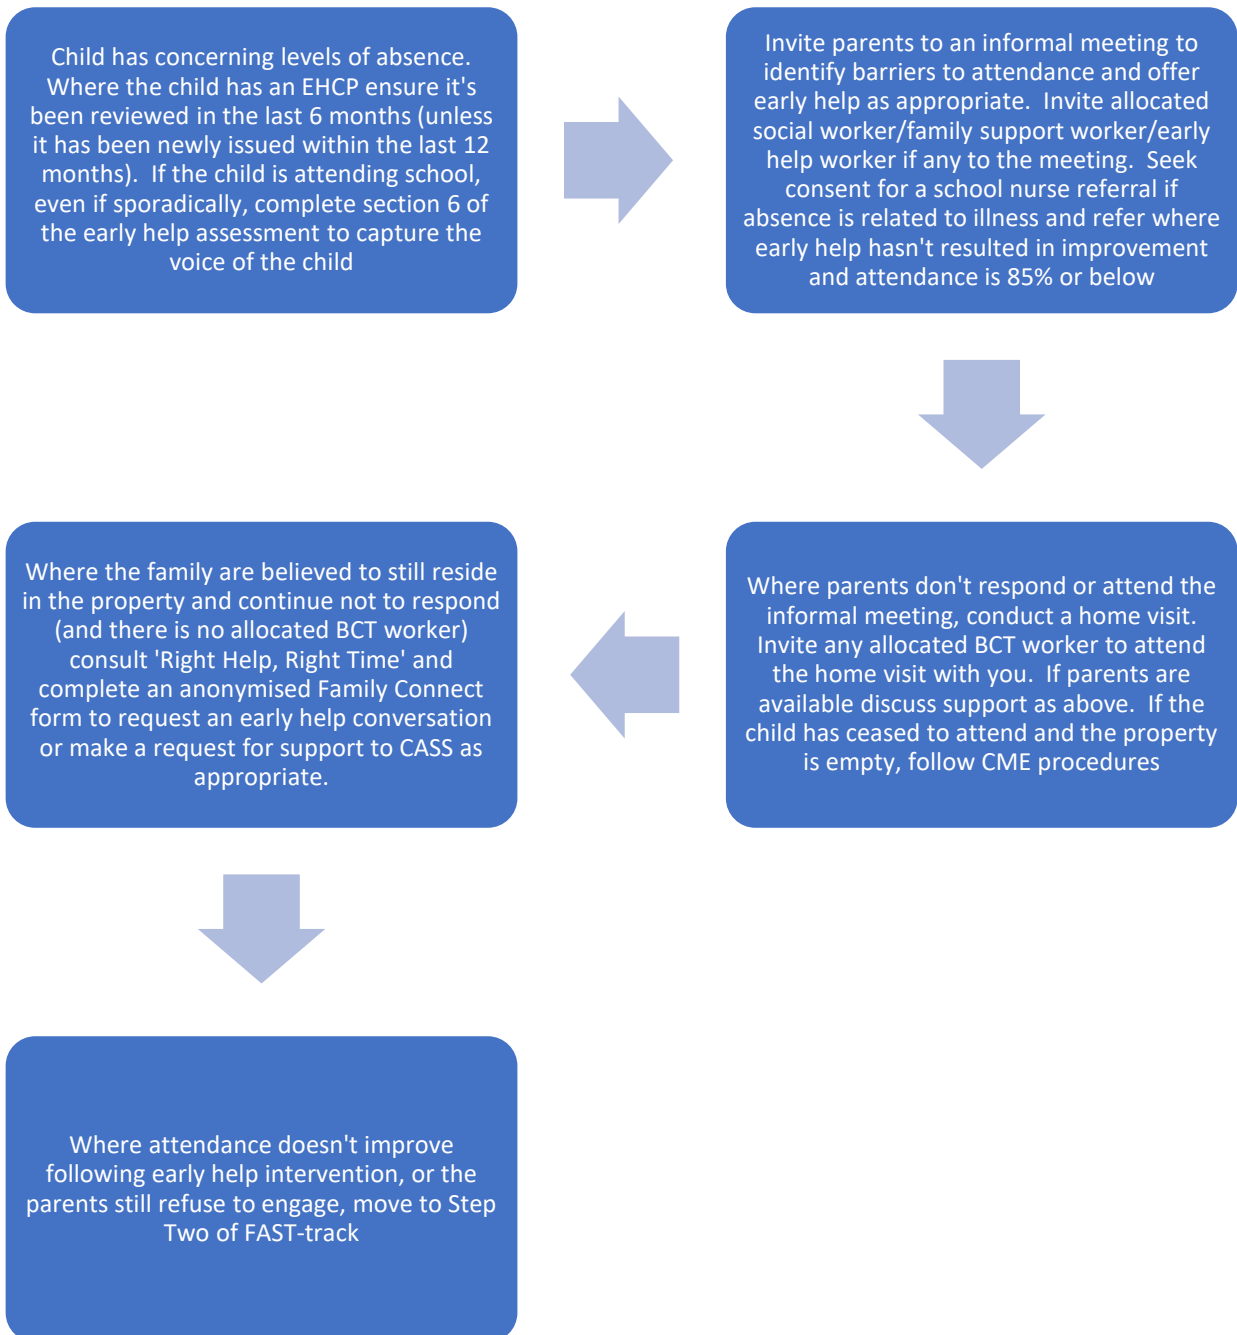 Child has concerning levels of absence.
Where the child has an EHCP ensure it's
been reviewed in the last 6 months (unless
it has been newly issued within the last 12
months). If the child is attending school,
even if sporadically, complete section 6 of
the early help assessment to capture the
voice of the child
Invite parents to an informal meeting to
identify barriers to attendance and offer
early help as appropriate. Invite allocated
social worker/family support worker/early
help worker if any to the meeting. Seek
consent for a school nurse referral if
absence is related to illness and refer where
early help hasn't resulted in improvement
and attendance is 85% or below
Where parents don't respond or attend the
informal meeting, conduct a home visit.
Invite any allocated BCT worker to attend
the home visit with you. If parents are
available discuss support as above. If the
child has ceased to attend and the property
is empty, follow CME procedures
Where the family are believed to still reside
in the property and continue not to respond
(and there is no allocated BCT worker)
consult 'Right Help, Right Time' and
complete an anonymised Family Connect
form to request an early help conversation
or make a request for support to CASS as
appropriate.
Where attendance doesn't improve
following early help intervention, or the
parents still refuse to engage, move to Step
Two of FAST-track